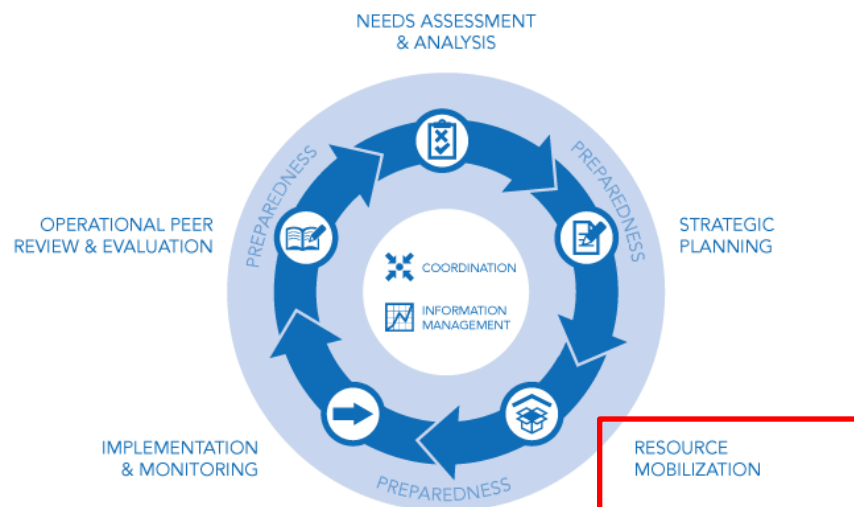 NEEDS ASSESSMENT
& ANALYSIS
PREPAREDNESS
PREPAREDNESS
OPERATIONAL PEER
REVIEW & EVALUATION
STRATEGIC
PLANNING
COORDINATION
INFORMATION
MANAGEMENT
IMPLEMENTATION
& MONITORING
RESOURCE
MOBILIZATION
PREPAREDNESS